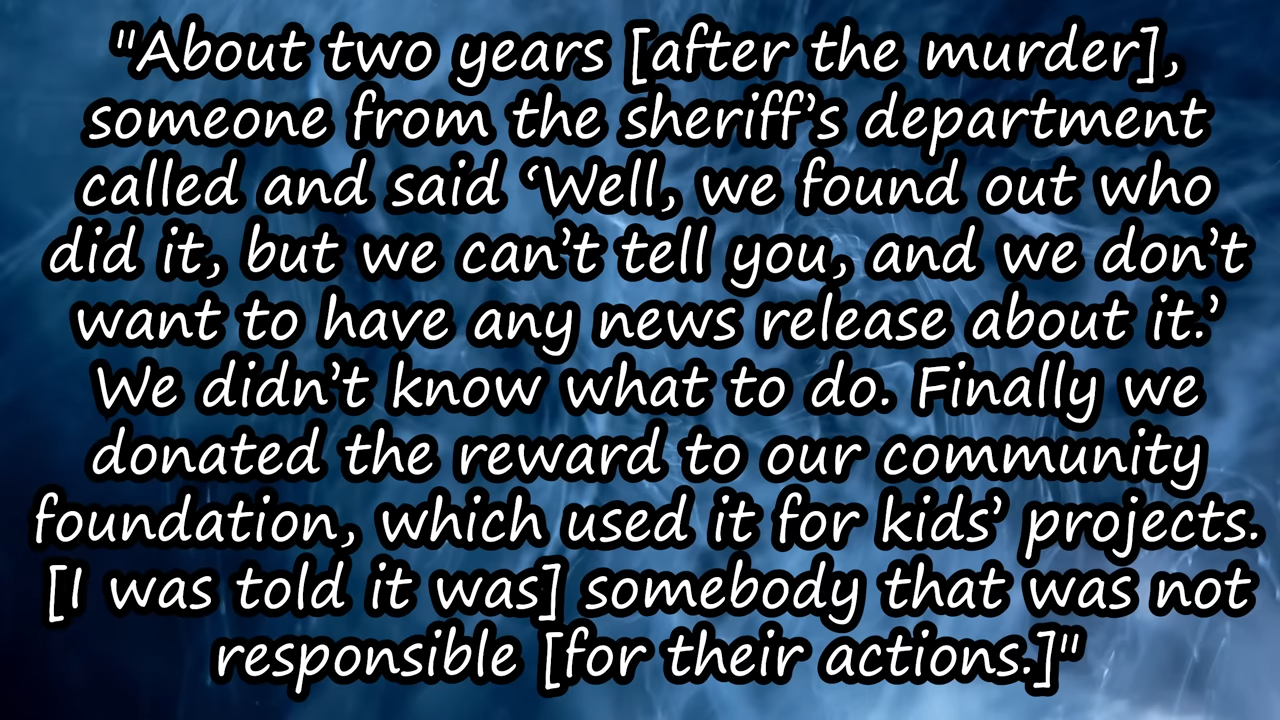 "About two years [after the murder],
someone from the sheriff’s department
called and said ‘Well, we found out who
did it, but we can’t tell you, and we don’t
want to have any news release about it.’
We didn’t know what to do. Finally we
donated the reward to our community
foundation, which used it for kids’ projects.
[I was told it was] somebody that was not
responsible [for their actions.]"